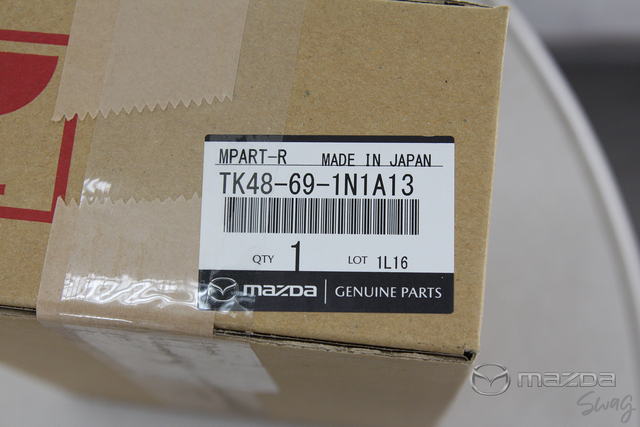 MPART-R MADE IN JAPAN
TK48-69-1N1A13
QTY 1 LOT 1L16
mazda GENUINE PARTS
mazda
Swag